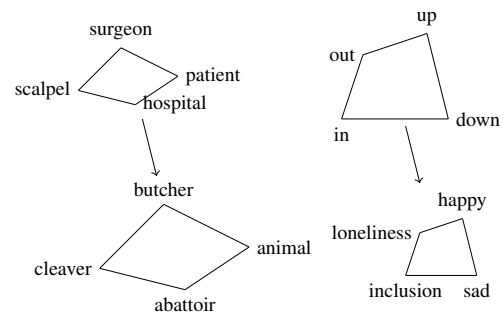 surgeon
scalpel
patient
hospital
butcher
cleaver
animal
abattoir
up
out
in
down
happy
loneliness
inclusion
sad